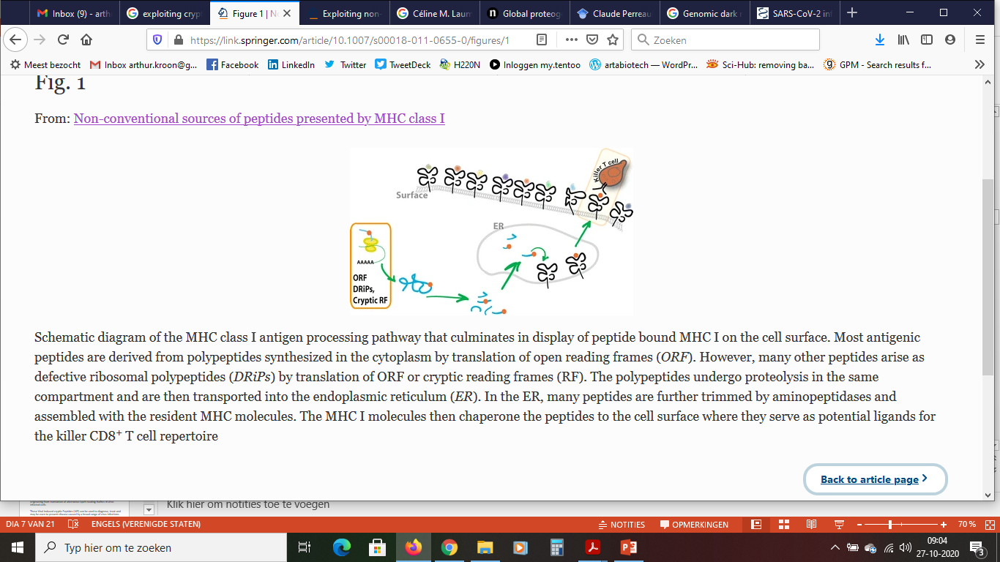 Inbox (9) - arth
exploiting cryp
Figure 1 | N
Exploiting non-
Céline M. Laum
Global proteog
Claude Perreau
Genomic dark m
SARS-CoV-2 inf
https://link.springer.com/article/10.1007/s00018-011-0655-0/figures/1
Zoeken
Meest bezocht
Inbox arthur.kroon@g...
Facebook
LinkedIn
Twitter
TweetDeck
H220N
Inloggen my.tentoo
artabiotech — WordPr...
Sci-Hub: removing ba...
GPM - Search results f...
Fig. 1
From: Non-conventional sources of peptides presented by MHC class I
Killer T cell
Surface
ER
AAAAA
ORF
DRiPs,
Cryptic RF
Schematic diagram of the MHC class I antigen processing pathway that culminates in display of peptide bound MHC I on the cell surface. Most antigenic
peptides are derived from polypeptides synthesized in the cytoplasm by translation of open reading frames (ORF). However, many other peptides arise as
defective ribosomal polypeptides (DRiPs) by translation of ORF or cryptic reading frames (RF). The polypeptides undergo proteolysis in the same
compartment and are then transported into the endoplasmic reticulum (ER). In the ER, many peptides are further trimmed by aminopeptidases and
assembled with the resident MHC molecules. The MHC I molecules then chaperone the peptides to the cell surface where they serve as potential ligands for
the killer CD8⁺ T cell repertoire
Back to article page
Klik hier om notities toe te voegen
DIA 7 VAN 21
ENGELS (VERENIGDE STATEN)
NOTITIES
OPMERKINGEN
70 %
Typ hier om te zoeken
09:04
27-10-2020
3